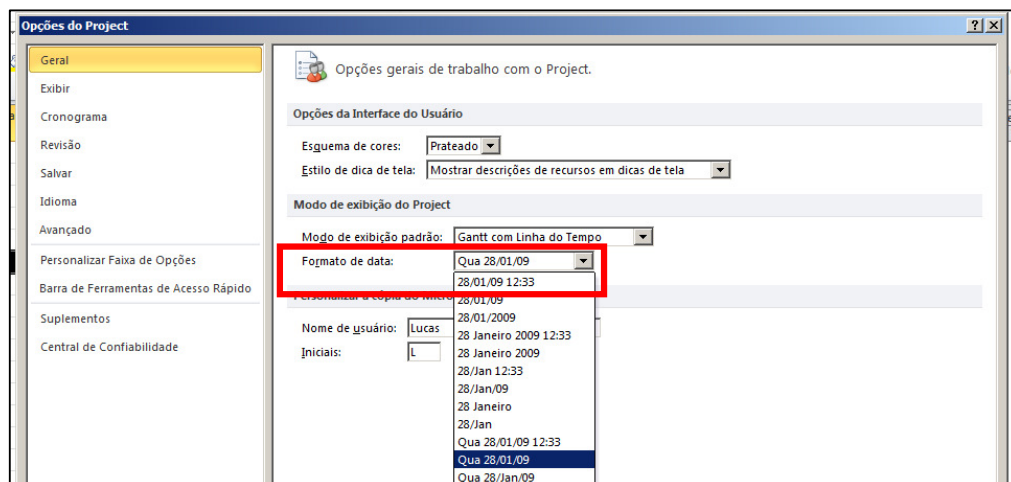 Opções do Project
Geral
Exibir
Cronograma
Revisão
Salvar
Idioma
Avançado
Personalizar Faixa de Opções
Barra de Ferramentas de Acesso Rápido
Suplementos
Central de Confiabilidade
Opções gerais de trabalho com o Project.
Opções da Interface do Usuário
Esquema de cores: Prateado
Estilo de dica de tela: Mostrar descrições de recursos em dicas de tela
Modo de exibição do Project
Modo de exibição padrão: Gantt com Linha do Tempo
Formato de data: Qua 28/01/09
28/01/09 12:33
Personalizar a cópia do Micro
28/01/09
28/01/2009
Nome de usuário: Lucas
28 Janeiro 2009 12:33
Iniciais: L
28 Janeiro 2009
28/Jan 12:33
28/Jan/09
28 Janeiro
28/Jan
Qua 28/01/09 12:33
Qua 28/01/09
Qua 28/Jan/09